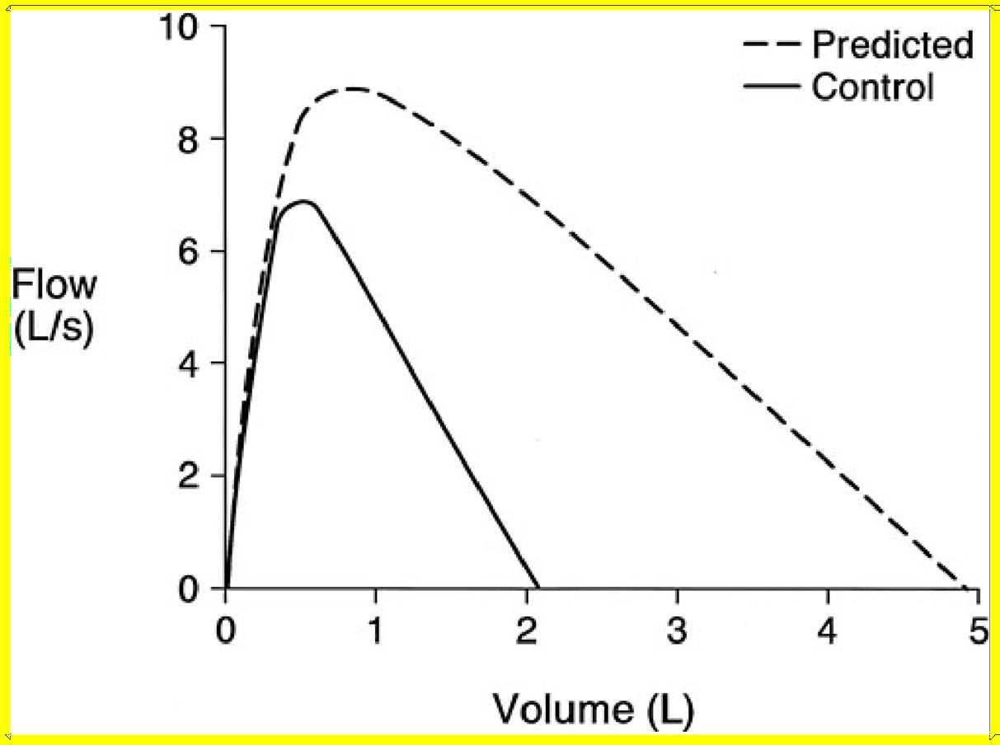 10
8
6
4
2
0
Flow
(L/s)
Predicted
Control
0 1 2 3 4 5
Volume (L)